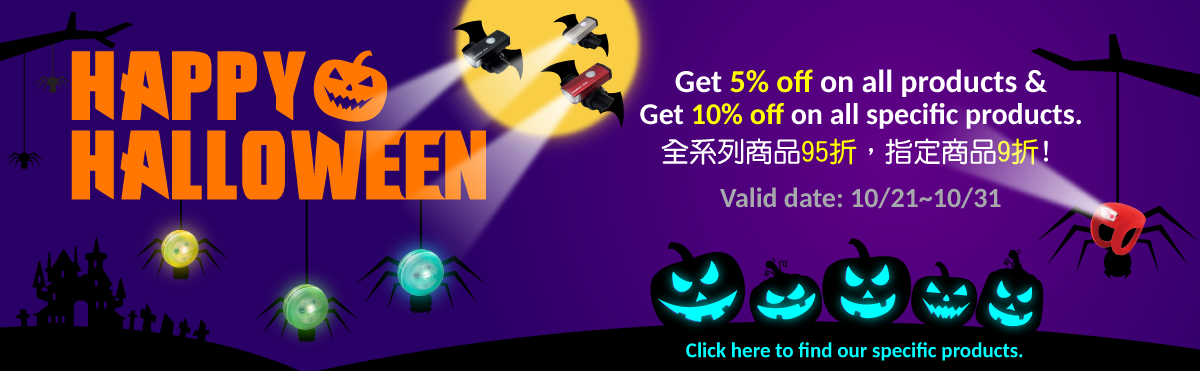 HAPPY
HALLOWEEN
Get 5% off on all products &
Get 10% off on all specific products.
全系列商品95折，指定商品9折!
Valid date: 10/21~10/31
Click here to find our specific products.